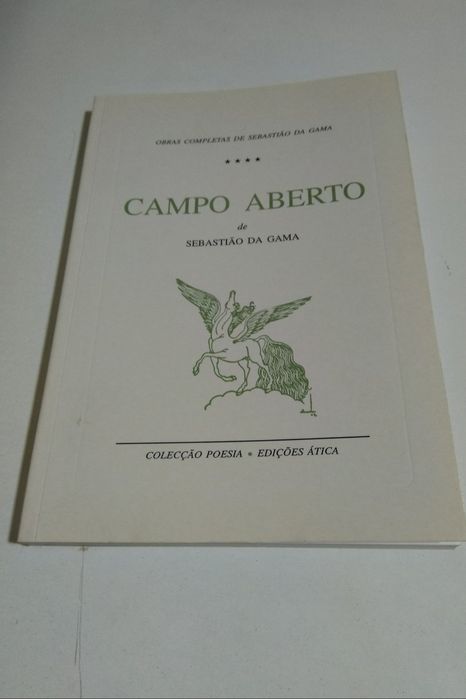 OBRAS COMPLETAS DE SEBASTIÃO DA GAMA
★★★★
CAMPO ABERTO
de
SEBASTIÃO DA GAMA
COLECÇÃO POESIA * EDIÇÕES ÁTICA